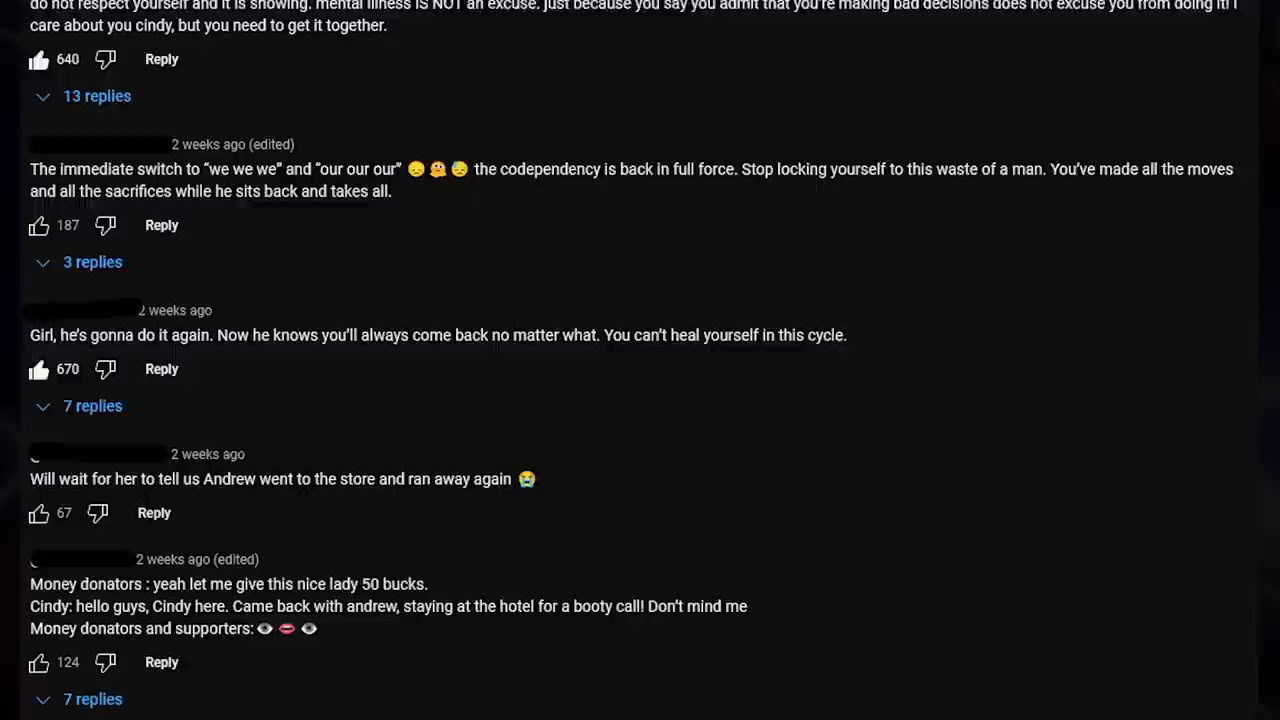 do not respect yourself and it is showing. mental illness IS NOT an excuse. just because you say you admit that you're making bad decisions does not excuse you from doing it! I
care about you cindy, but you need to get it together.
640 Reply
13 replies
2 weeks ago (edited)
The immediate switch to “we we we” and “our our our” 😞 🫠 😓 the codependency is back in full force. Stop locking yourself to this waste of a man. You’ve made all the moves
and all the sacrifices while he sits back and takes all.
187 Reply
3 replies
2 weeks ago
Girl, he’s gonna do it again. Now he knows you’ll always come back no matter what. You can’t heal yourself in this cycle.
670 Reply
7 replies
2 weeks ago
Will wait for her to tell us Andrew went to the store and ran away again 😭
67 Reply
2 weeks ago (edited)
Money donators : yeah let me give this nice lady 50 bucks.
Cindy: hello guys, Cindy here. Came back with andrew, staying at the hotel for a booty call! Don’t mind me
Money donators and supporters: 👁 👄 👁
124 Reply
7 replies